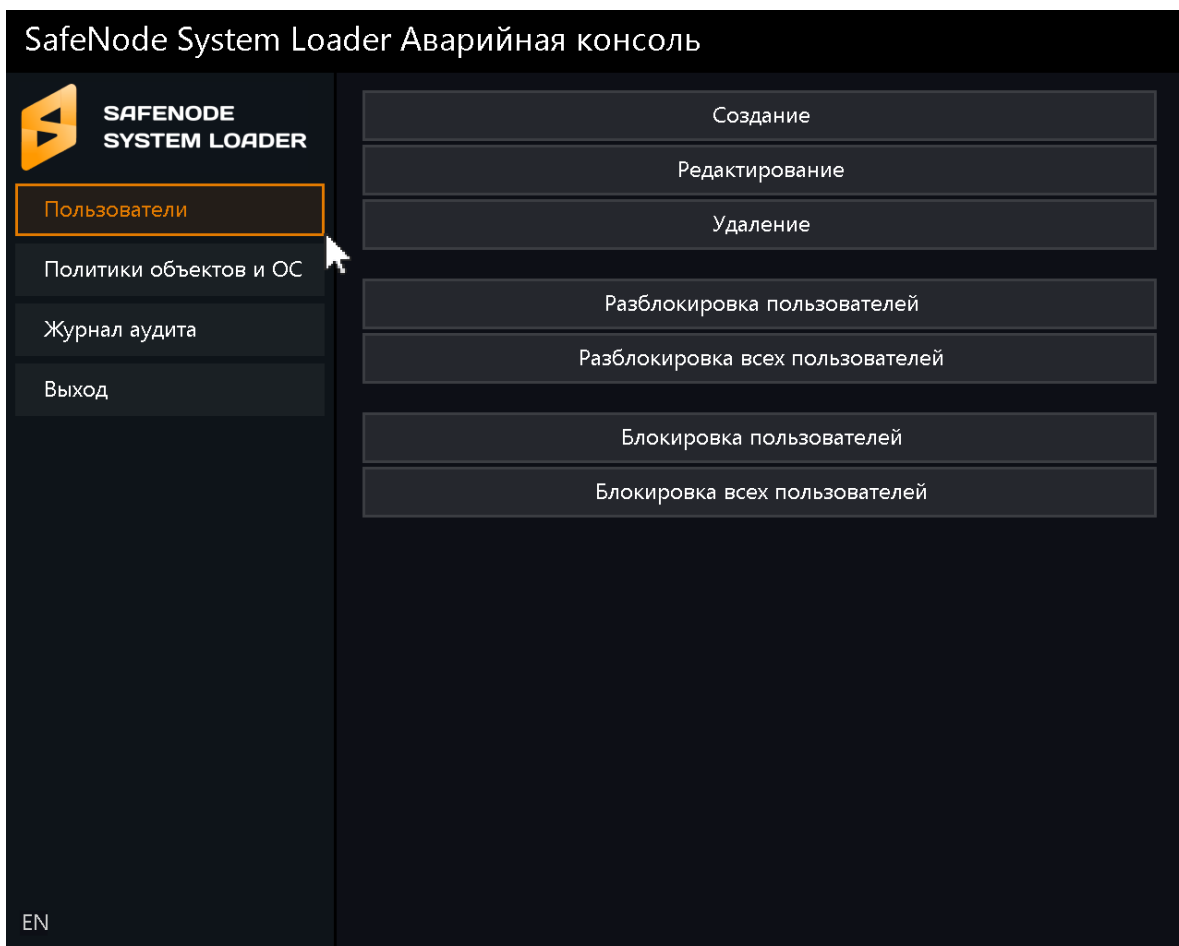 SafeNode System Loader Аварийная консоль
SAFENODE
SYSTEM LOADER
Пользователи
Политики объектов и ОС
Журнал аудита
Выход
Создание
Редактирование
Удаление
Разблокировка пользователей
Разблокировка всех пользователей
Блокировка пользователей
Блокировка всех пользователей
EN